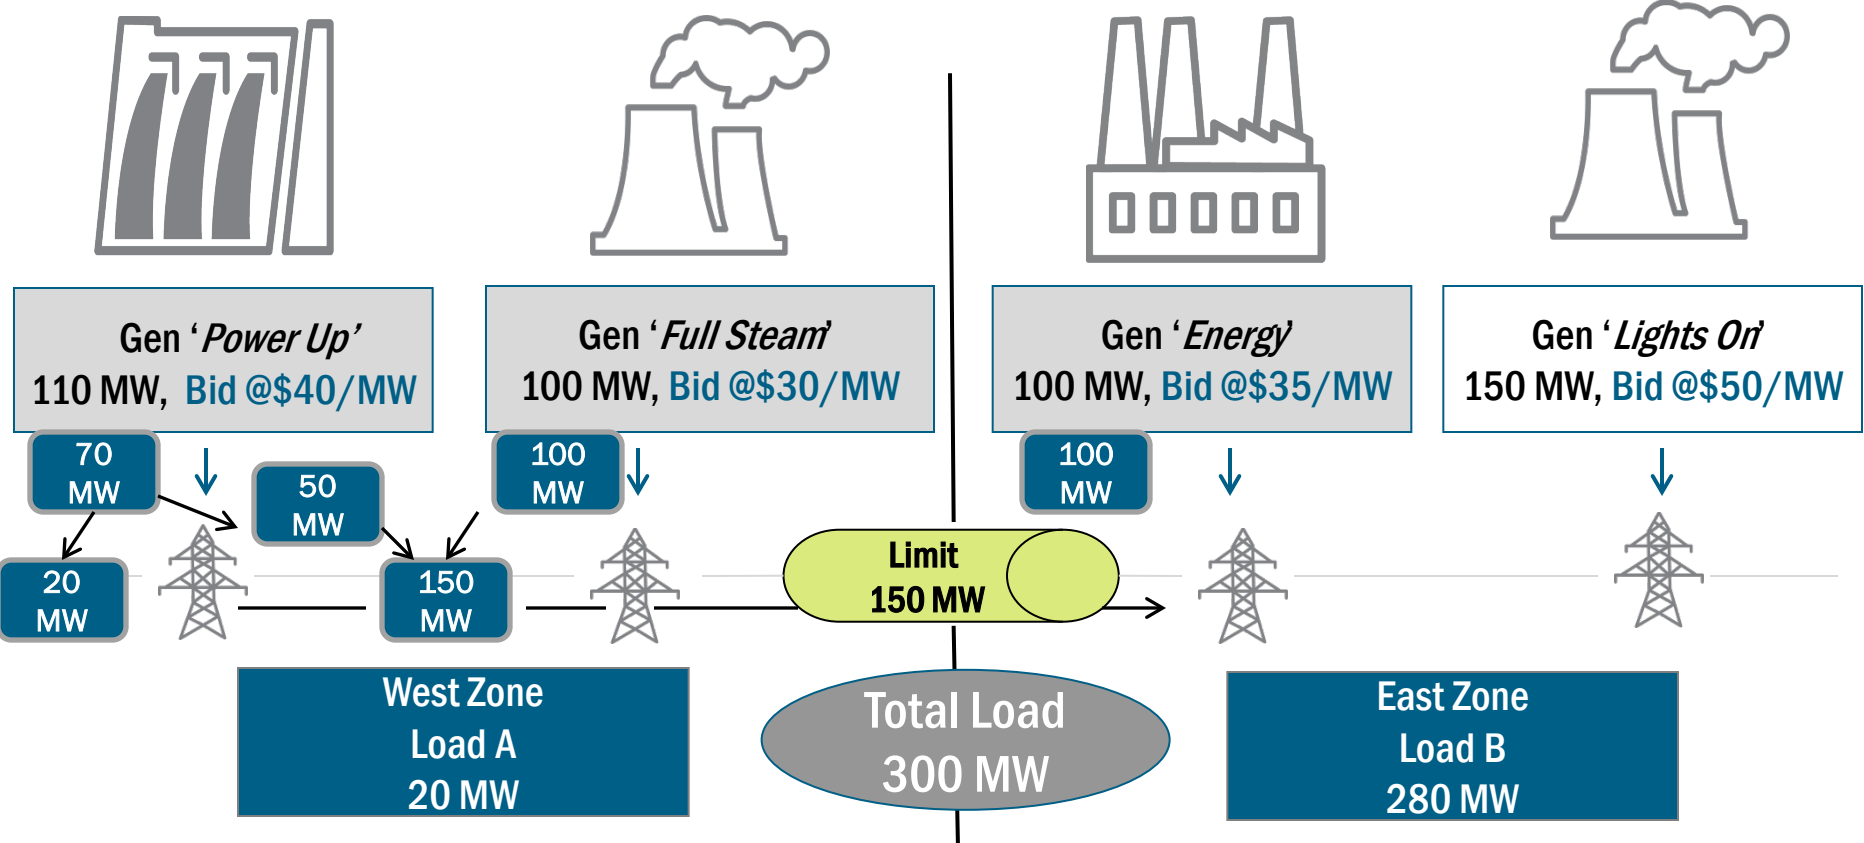 Gen ‘Power Up’
110 MW,  Bid @$40/MW
Gen ‘Full Steam’
100 MW, Bid @$30/MW
Gen ‘Energy’
100 MW, Bid @$35/MW
Gen ‘Lights On’
150 MW, Bid @$50/MW
70
MW
50
MW
100
MW
100
MW
20
MW
150
MW
Limit
150 MW
West Zone
Load A
20 MW
Total Load
300 MW
East Zone
Load B
280 MW